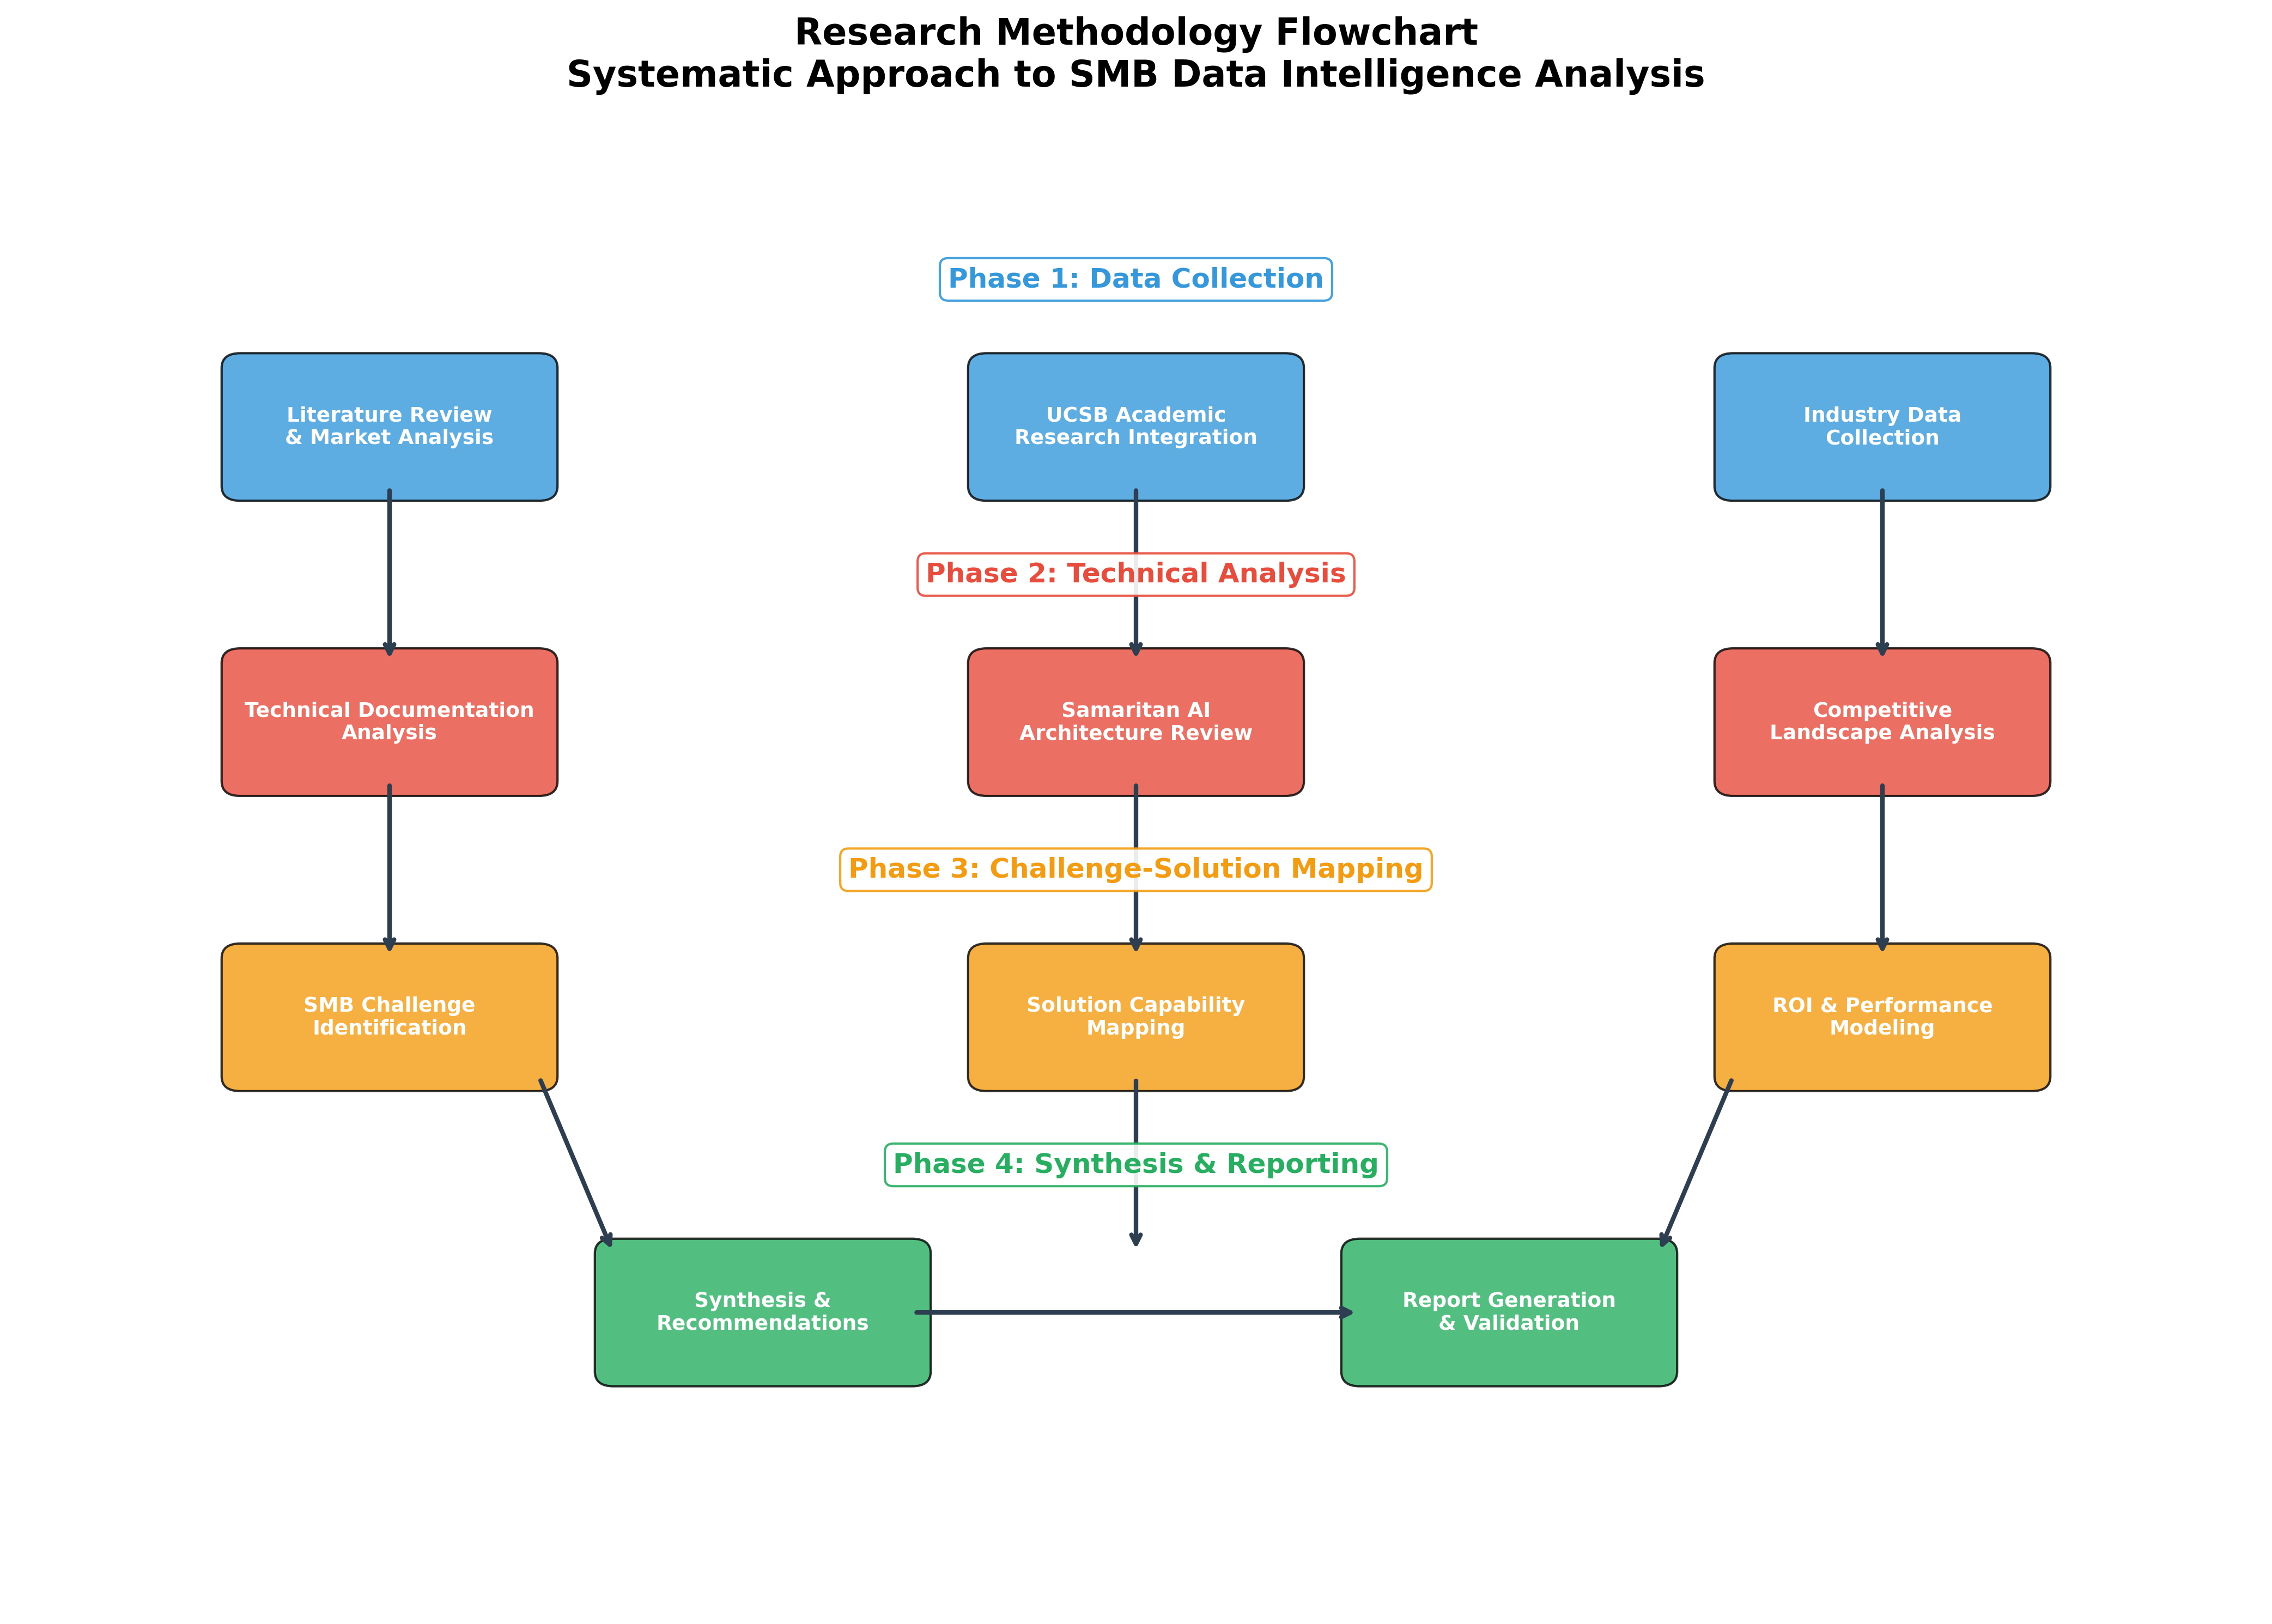 Research Methodology Flowchart
Systematic Approach to SMB Data Intelligence Analysis
Phase 1: Data Collection
Literature Review
& Market Analysis
UCSB Academic
Research Integration
Industry Data
Collection
Phase 2: Technical Analysis
Technical Documentation
Analysis
Samaritan AI
Architecture Review
Competitive
Landscape Analysis
Phase 3: Challenge-Solution Mapping
SMB Challenge
Identification
Solution Capability
Mapping
ROI & Performance
Modeling
Phase 4: Synthesis & Reporting
Synthesis &
Recommendations
Report Generation
& Validation